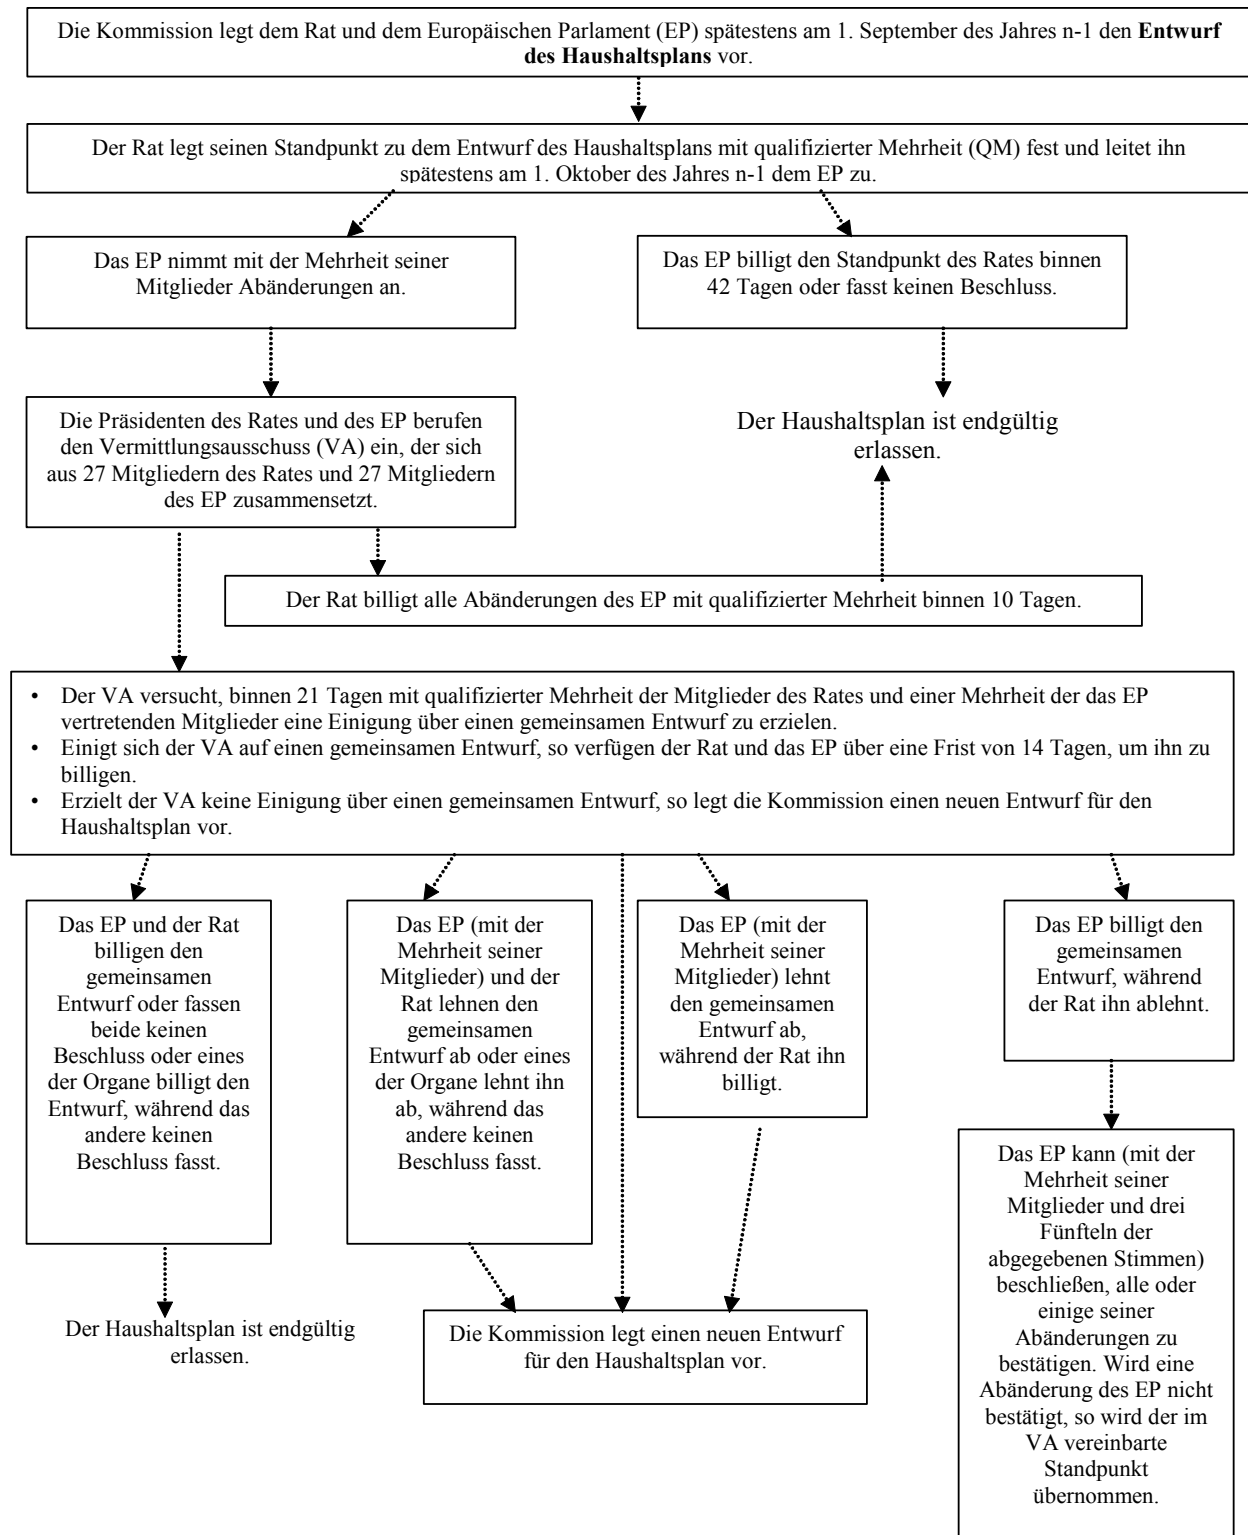 Die Kommission legt dem Rat und dem Europäischen Parlament (EP) spätestens am 1. September des Jahres n-1 den Entwurf
des Haushaltsplans vor.
Der Rat legt seinen Standpunkt zu dem Entwurf des Haushaltsplans mit qualifizierter Mehrheit (QM) fest und leitet ihn
spätestens am 1. Oktober des Jahres n-1 dem EP zu.
Das EP nimmt mit der Mehrheit seiner
Mitglieder Abänderungen an.
Das EP billigt den Standpunkt des Rates binnen
42 Tagen oder fasst keinen Beschluss.
Die Präsidenten des Rates und des EP berufen
den Vermittlungsausschuss (VA) ein, der sich
aus 27 Mitgliedern des Rates und 27 Mitgliedern
des EP zusammensetzt.
Der Haushaltsplan ist endgültig
erlassen.
Der Rat billigt alle Abänderungen des EP mit qualifizierter Mehrheit binnen 10 Tagen.
• Der VA versucht, binnen 21 Tagen mit qualifizierter Mehrheit der Mitglieder des Rates und einer Mehrheit der das EP
vertretenden Mitglieder eine Einigung über einen gemeinsamen Entwurf zu erzielen.
• Einigt sich der VA auf einen gemeinsamen Entwurf, so verfügen der Rat und das EP über eine Frist von 14 Tagen, um ihn zu
billigen.
• Erzielt der VA keine Einigung über einen gemeinsamen Entwurf, so legt die Kommission einen neuen Entwurf für den
Haushaltsplan vor.
Das EP und der Rat
billigen den
gemeinsamen
Entwurf oder fassen
beide keinen
Beschluss oder eines
der Organe billigt den
Entwurf, während das
andere keinen
Beschluss fasst.
Das EP (mit der
Mehrheit seiner
Mitglieder) und der
Rat lehnen den
gemeinsamen
Entwurf ab oder eines
der Organe lehnt ihn
ab, während das
andere keinen
Beschluss fasst.
Das EP (mit der
Mehrheit seiner
Mitglieder) lehnt
den gemeinsamen
Entwurf ab,
während der Rat ihn
billigt.
Das EP billigt den
gemeinsamen
Entwurf, während
der Rat ihn ablehnt.
Der Haushaltsplan ist endgültig
erlassen.
Die Kommission legt einen neuen Entwurf
für den Haushaltsplan vor.
Das EP kann (mit der
Mehrheit seiner
Mitglieder und drei
Fünfteln der
abgegebenen Stimmen)
beschließen, alle oder
einige seiner
Abänderungen zu
bestätigen. Wird eine
Abänderung des EP nicht
bestätigt, so wird der im
VA vereinbarte
Standpunkt
übernommen.